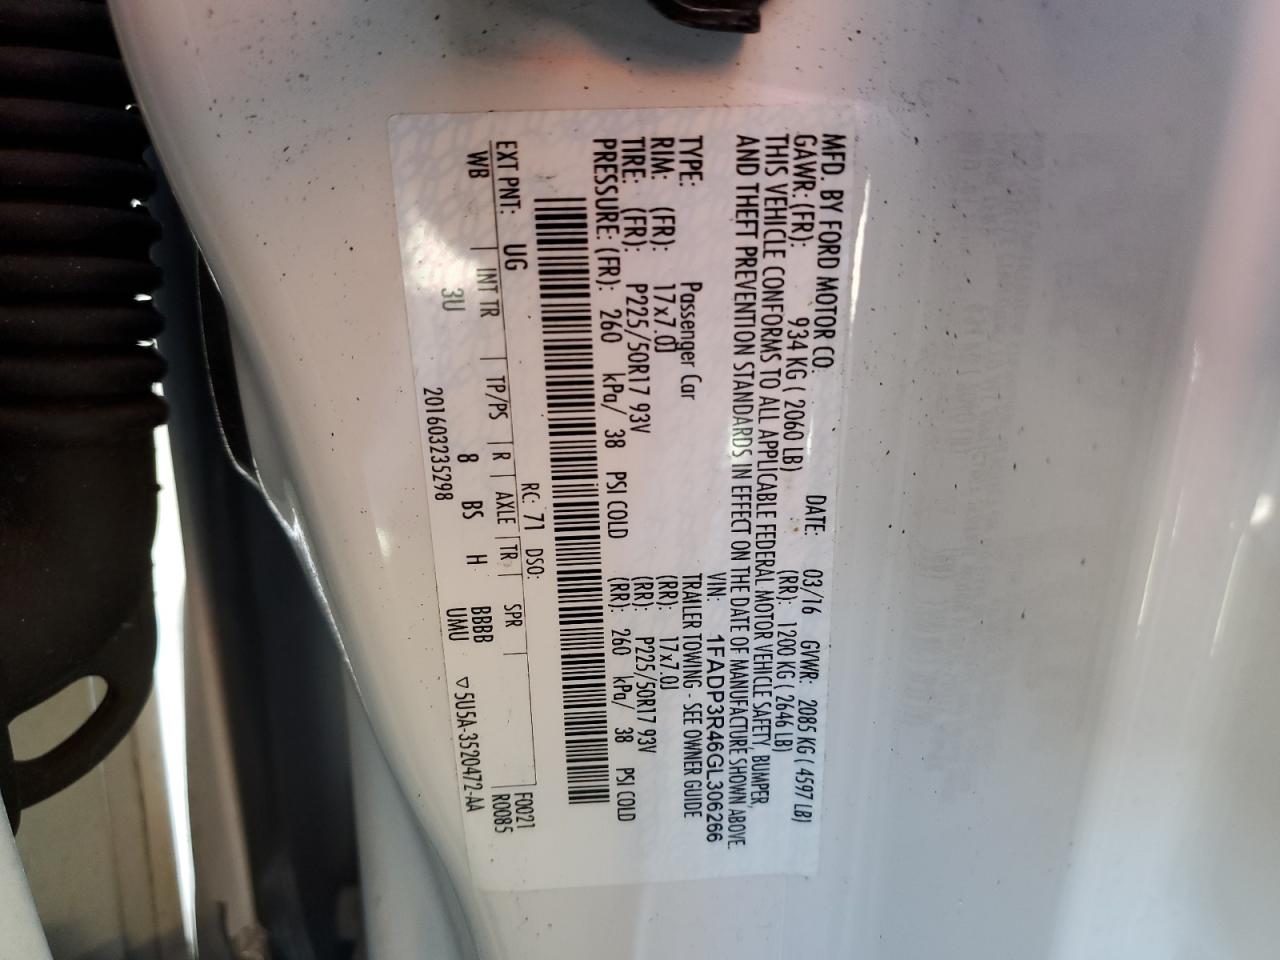 MFD. BY FORD MOTOR CO. DATE: 03/16 GVWR: 2085 KG ( 4597 LB)
GAWR: (FR): 934 KG ( 2060 LB) (RR): 1200 KG ( 2646 LB)
THIS VEHICLE CONFORMS TO ALL APPLICABLE FEDERAL MOTOR VEHICLE SAFETY, BUMPER,
AND THEFT PREVENTION STANDARDS IN EFFECT ON THE DATE OF MANUFACTURE SHOWN ABOVE.
VIN: 1FADP3R46GL306266
TYPE: Passenger Car TRAILER TOWING - SEE OWNER GUIDE
RIM: (FR): 17x7.0J (RR): 17x7.0J
TIRE: (FR): P225/50R17 93V (RR): P225/50R17 93V
PRESSURE: (FR): 260 kPa/ 38 PSI COLD (RR): 260 kPa/ 38 PSI COLD
EXT PNT: UG RC: 71 DSO: F0021
WB INT TR TP/PS R AXLE TR SPR R0085
3U 8 BS H BBBB
UMU ▽5U5A-3520472-AA
201603235298